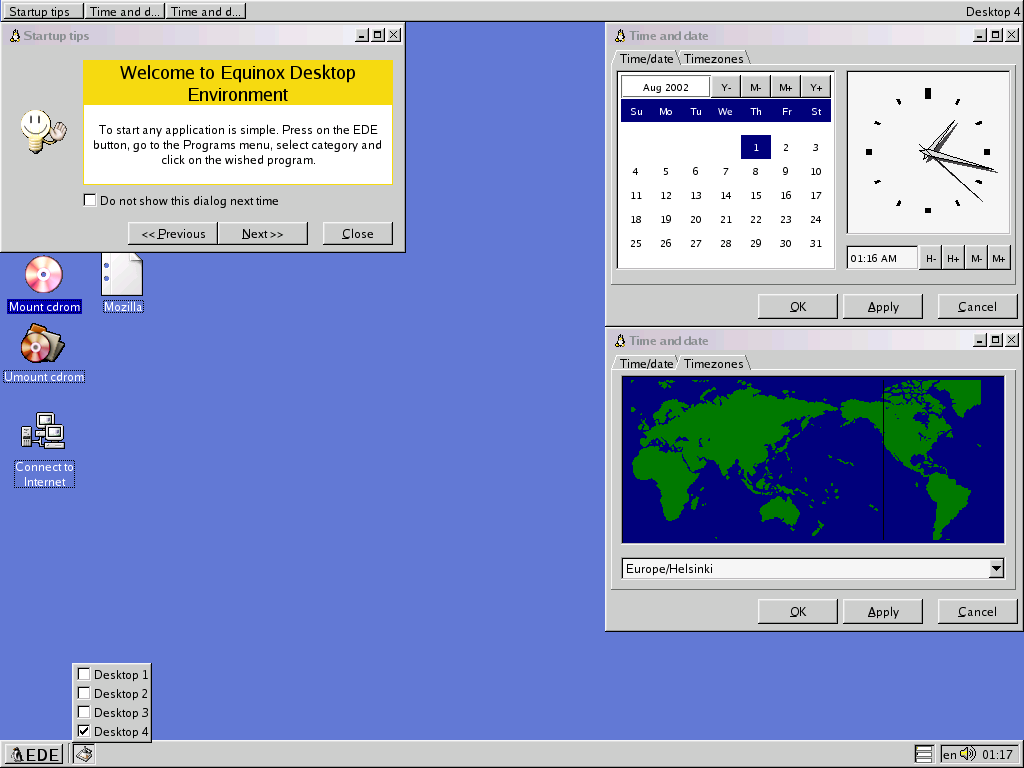 Startup tips
Time and d...
Time and d...
Desktop 4
Startup tips
Welcome to Equinox Desktop
Environment
To start any application is simple. Press on the EDE
button, go to the Programs menu, select category and
click on the wished program.
Do not show this dialog next time
<< Previous
Next >>
Close
Mount cdrom
Mozilla
Umount cdrom
Connect to
Internet
Time and date
Time/date
Timezones
Aug 2002
Y-
M-
M+
Y+
Su Mo Tu We Th Fr St
1 2 3
4 5 6 7 8 9 10
11 12 13 14 15 16 17
18 19 20 21 22 23 24
25 26 27 28 29 30 31
01:16 AM
H-
H+
M-
M+
OK
Apply
Cancel
Time and date
Time/date
Timezones
Europe/Helsinki
OK
Apply
Cancel
Desktop 1
Desktop 2
Desktop 3
Desktop 4
EDE
en
01:17